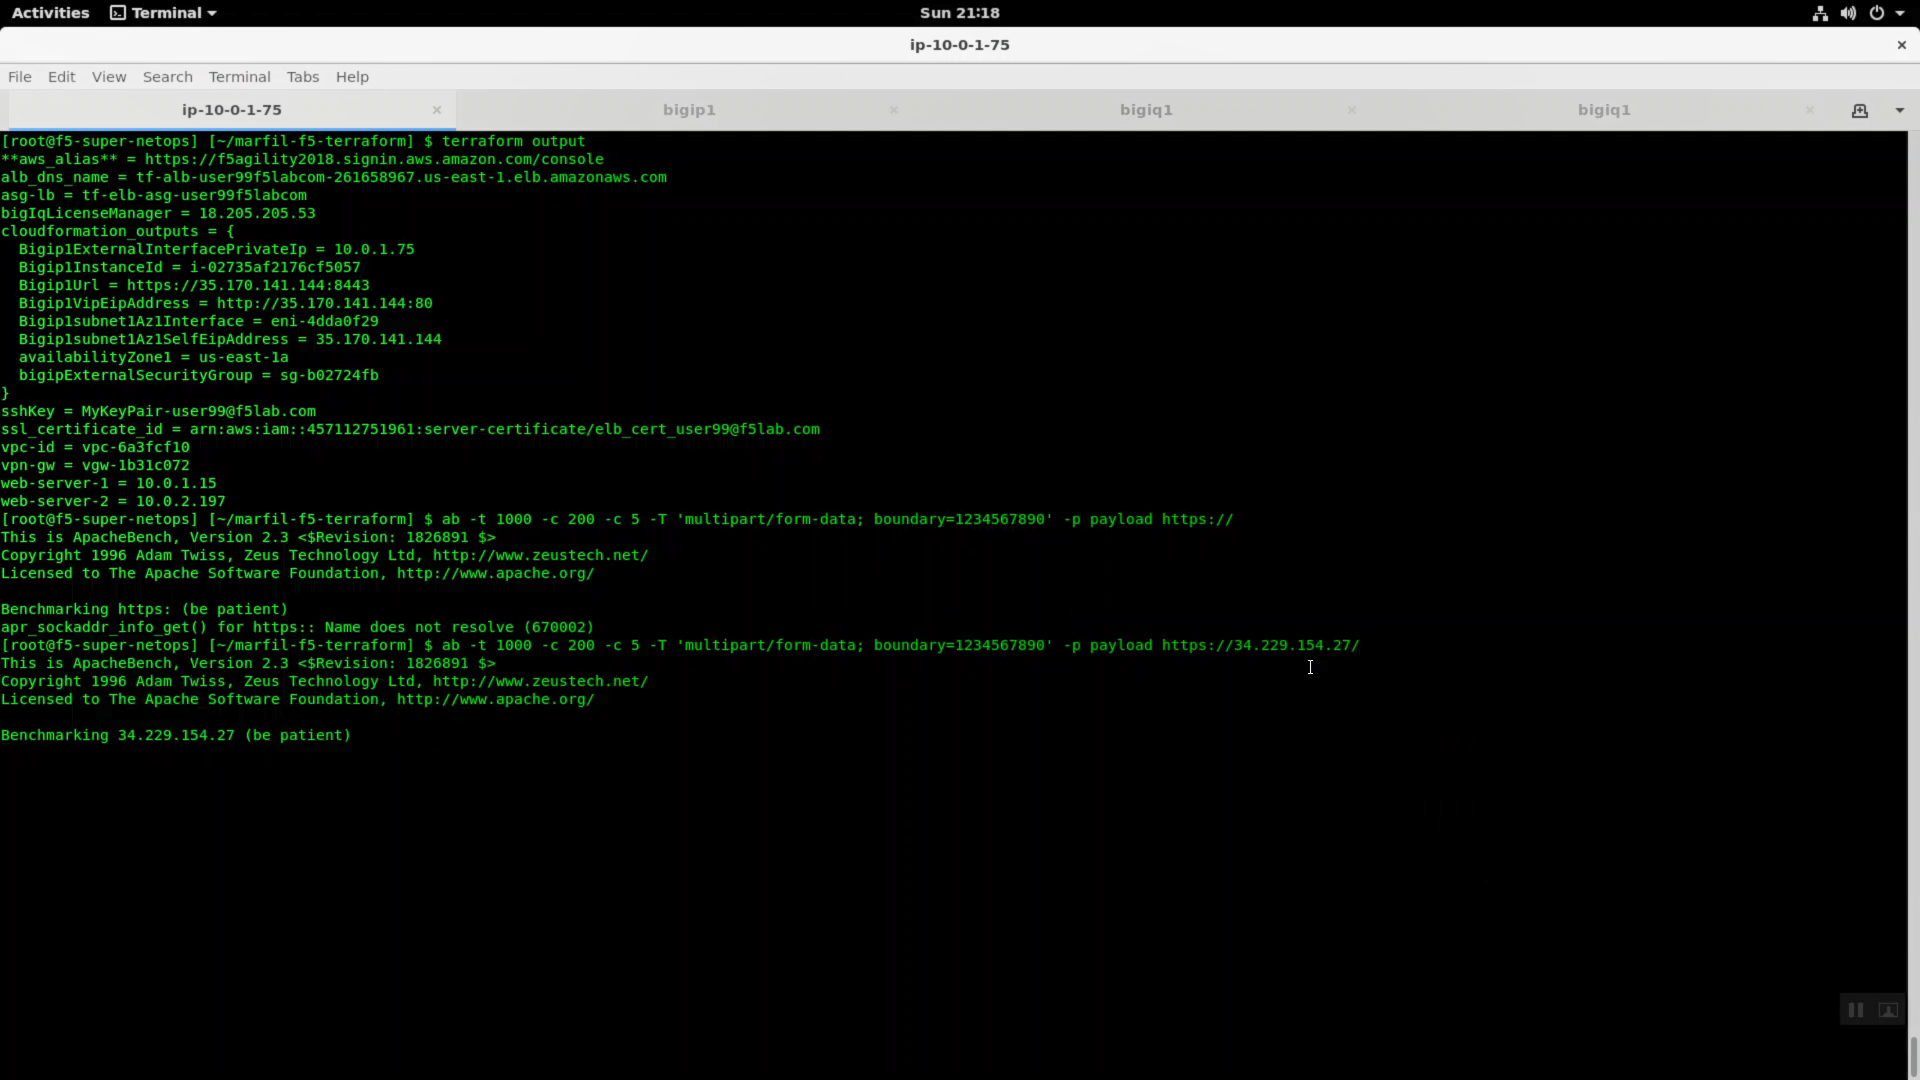 Activities Terminal Sun 21:18
ip-10-0-1-75 ×
File Edit View Search Terminal Tabs Help
ip-10-0-1-75 × bigip1 × bigiq1 × bigiq1 ×
[root@f5-super-netops] [~/marfil-f5-terraform] $ terraform output
**aws_alias** = https://f5agility2018.signin.aws.amazon.com/console
alb_dns_name = tf-alb-user99f5labcom-261658967.us-east-1.elb.amazonaws.com
asg-lb = tf-elb-asg-user99f5labcom
bigIqLicenseManager = 18.205.205.53
cloudformation_outputs = {
  Bigip1ExternalInterfacePrivateIp = 10.0.1.75
  Bigip1InstanceId = i-02735af2176cf5057
  Bigip1Url = https://35.170.141.144:8443
  Bigip1VipEipAddress = http://35.170.141.144:80
  Bigip1subnet1Az1Interface = eni-4dda0f29
  Bigip1subnet1Az1SelfEipAddress = 35.170.141.144
  availabilityZone1 = us-east-1a
  bigipExternalSecurityGroup = sg-b02724fb
}
sshKey = MyKeyPair-user99@f5lab.com
ssl_certificate_id = arn:aws:iam::457112751961:server-certificate/elb_cert_user99@f5lab.com
vpc-id = vpc-6a3fcf10
vpn-gw = vgw-1b31c072
web-server-1 = 10.0.1.15
web-server-2 = 10.0.2.197
[root@f5-super-netops] [~/marfil-f5-terraform] $ ab -t 1000 -c 200 -c 5 -T 'multipart/form-data; boundary=1234567890' -p payload https://
This is ApacheBench, Version 2.3 <$Revision: 1826891 $>
Copyright 1996 Adam Twiss, Zeus Technology Ltd, http://www.zeustech.net/
Licensed to The Apache Software Foundation, http://www.apache.org/
Benchmarking https: (be patient)
apr_sockaddr_info_get() for https:: Name does not resolve (670002)
[root@f5-super-netops] [~/marfil-f5-terraform] $ ab -t 1000 -c 200 -c 5 -T 'multipart/form-data; boundary=1234567890' -p payload https://34.229.154.27/
This is ApacheBench, Version 2.3 <$Revision: 1826891 $>
Copyright 1996 Adam Twiss, Zeus Technology Ltd, http://www.zeustech.net/
Licensed to The Apache Software Foundation, http://www.apache.org/
Benchmarking 34.229.154.27 (be patient)